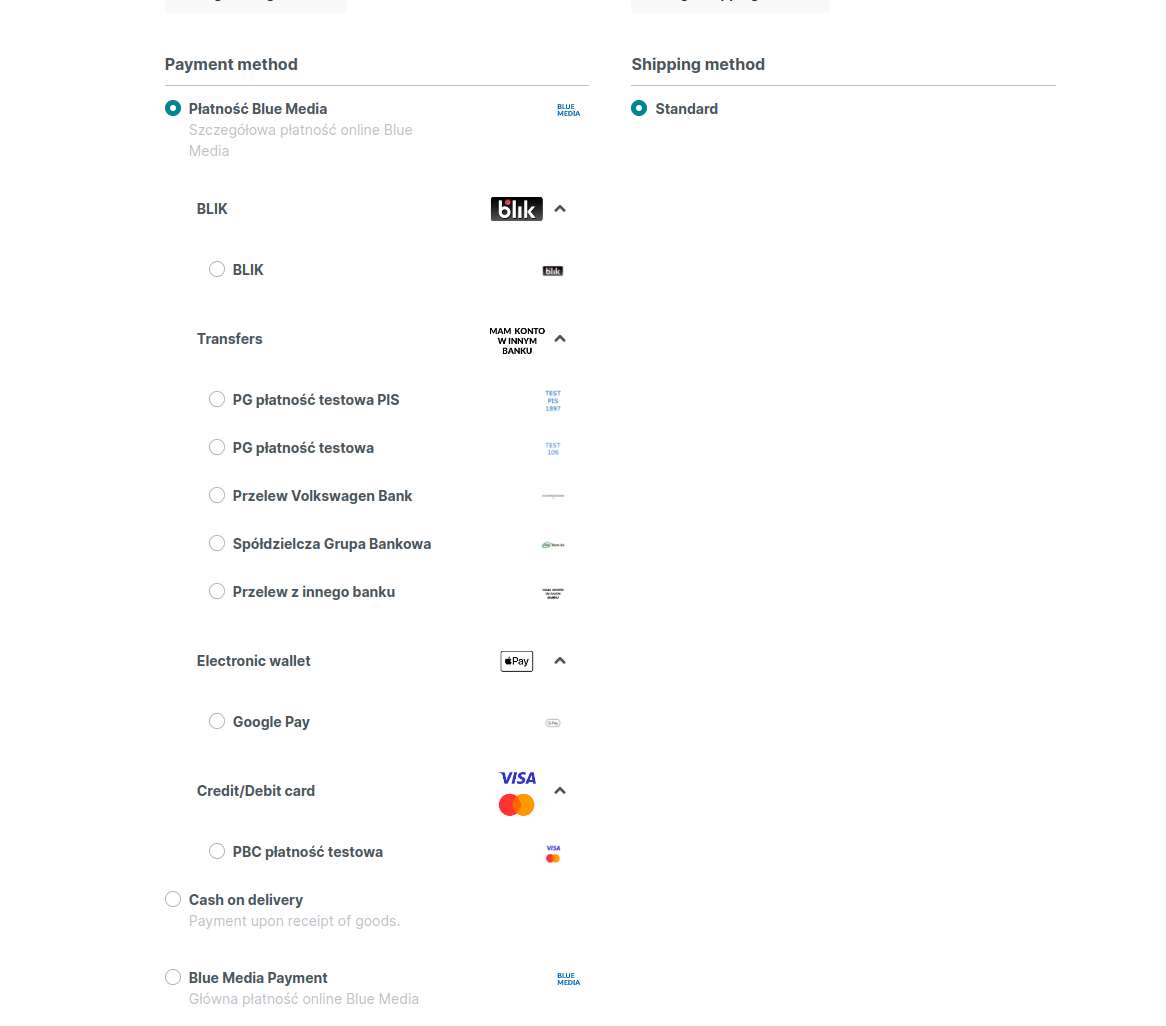 Payment method
Shipping method
Płatność Blue Media
BLUE
MEDIA
Standard
Szczegółowa płatność online Blue
Media
BLIK
blik
BLIK
blik
Transfers
MAM KONTO
W INNYM
BANKU
PG płatność testowa PIS
TEST
PIS
1897
PG płatność testowa
TEST
106
Przelew Volkswagen Bank
Spółdzielcza Grupa Bankowa
Przelew z innego banku
MAM KONTO
W INNYM
BANKU
Electronic wallet
Pay
Google Pay
G Pay
Credit/Debit card
VISA
PBC płatność testowa
VISA
Cash on delivery
Payment upon receipt of goods.
Blue Media Payment
BLUE
MEDIA
Główna płatność online Blue Media